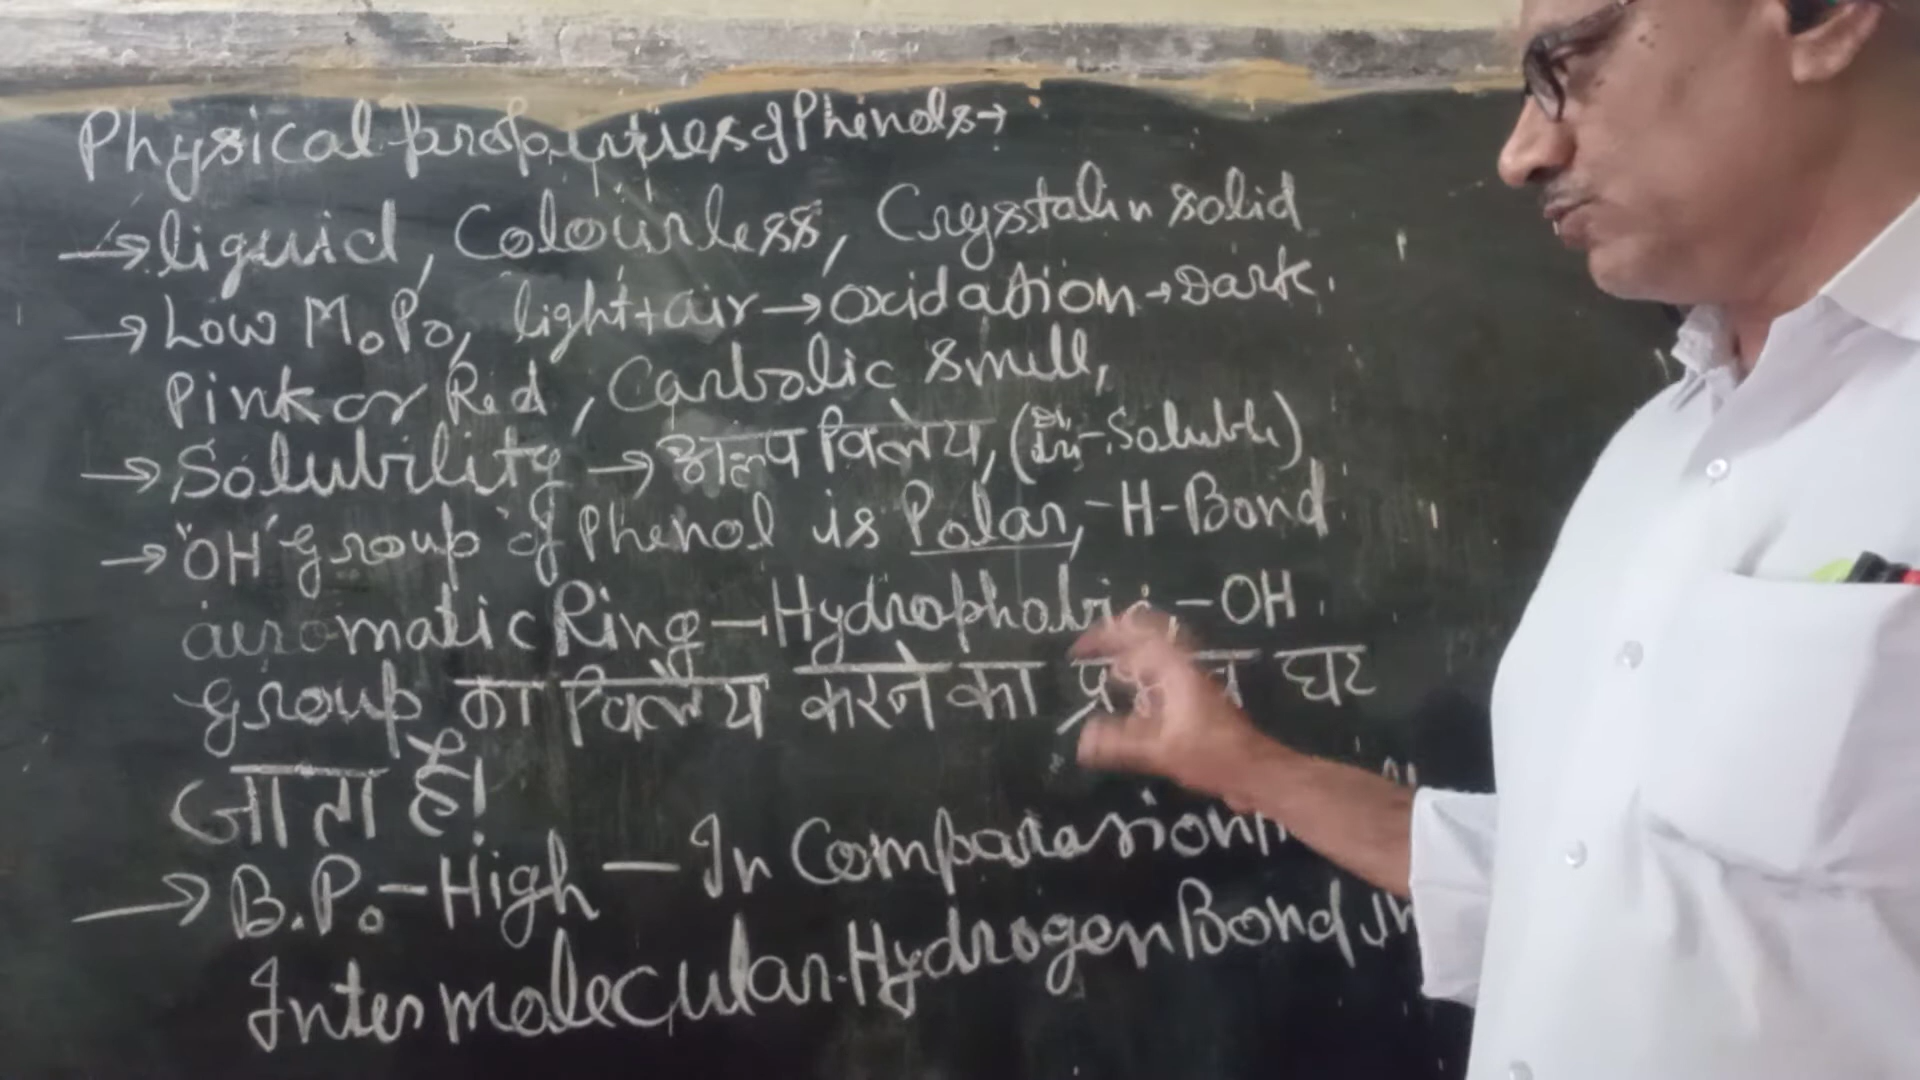 Physical properties of Phenols→
→liquid, Colourless, Crystalin solid
→Low M.P., light+air→oxidation→Dark.
Pink or Red, Carbolic smell,
→Solubility→अल्प विलेय, (-Soluble)
→"OH" group of Phenol is Polar, -H-Bond
aromatic Ring—Hydrophobic, -OH.
group का विलेय करने का प्रभाव घट
जाता है।
→B.P.-High-In Comparasion
Intermolecular Hydrogen Bond.